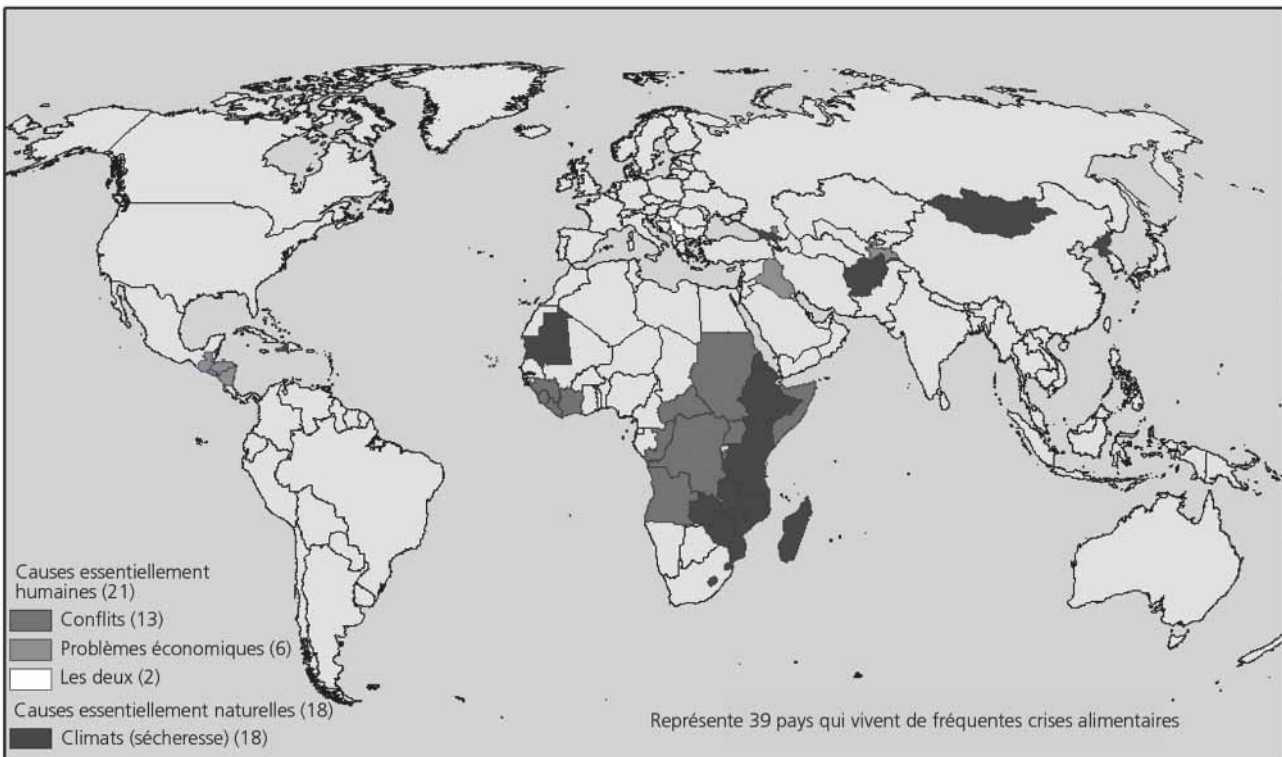 Causes essentiellement
humaines (21)
Conflits (13)
Problèmes économiques (6)
Les deux (2)
Causes essentiellement naturelles (18)
Climats (sécheresse) (18)
Représente 39 pays qui vivent de fréquentes crises alimentaires